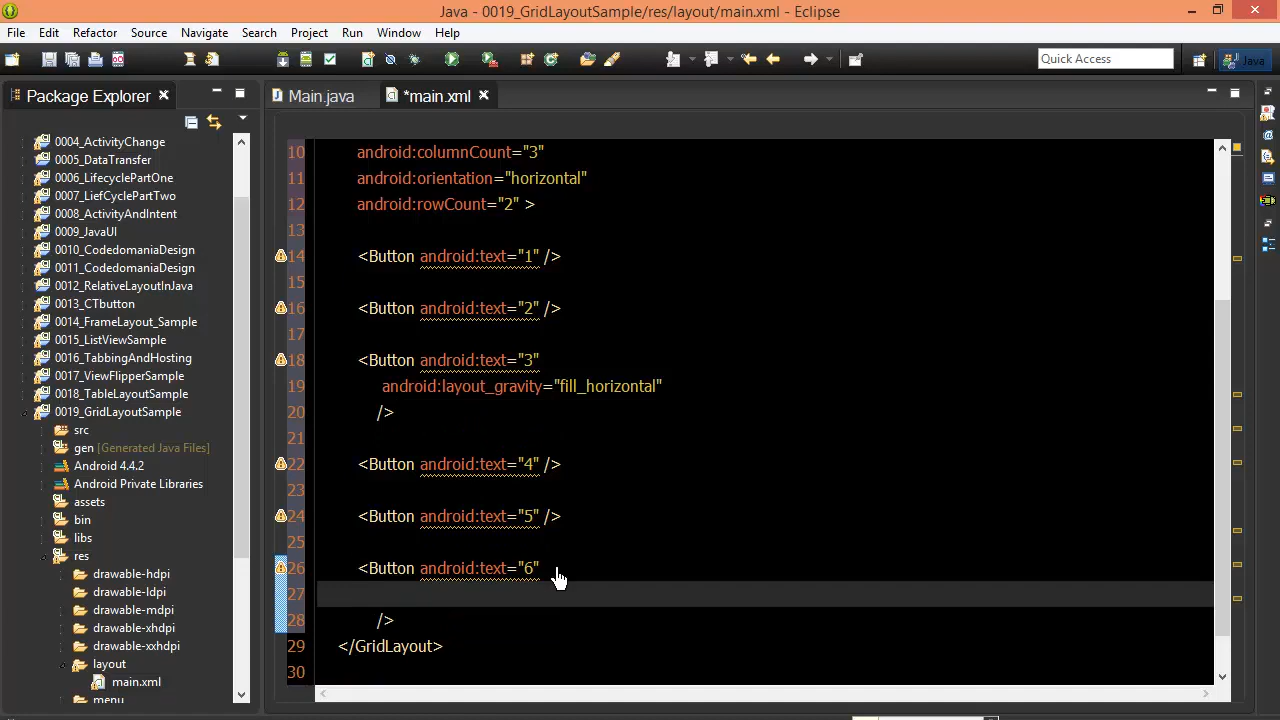 Java - 0019_GridLayoutSample/res/layout/main.xml - Eclipse
File Edit Refactor Source Navigate Search Project Run Window Help
Quick Access
Java
Package Explorer
Main.java
*main.xml
0004_ActivityChange
0005_DataTransfer
0006_LifecyclePartOne
0007_LiefCyclePartTwo
0008_ActivityAndIntent
0009_JavaUI
0010_CodedomaniaDesign
0011_CodedomaniaDesign
0012_RelativeLayoutInJava
0013_CTbutton
0014_FrameLayout_Sample
0015_ListViewSample
0016_TabbingAndHosting
0017_ViewFlipperSample
0018_TableLayoutSample
0019_GridLayoutSample
src
gen [Generated Java Files]
Android 4.4.2
Android Private Libraries
assets
bin
libs
res
drawable-hdpi
drawable-ldpi
drawable-mdpi
drawable-xhdpi
drawable-xxhdpi
layout
main.xml
menu
10 android:columnCount="3"
11 android:orientation="horizontal"
12 android:rowCount="2" >
13
14 <Button android:text="1" />
15
16 <Button android:text="2" />
17
18 <Button android:text="3"
19 android:layout_gravity="fill_horizontal"
20 />
21
22 <Button android:text="4" />
23
24 <Button android:text="5" />
25
26 <Button android:text="6"
27
28 />
29 </GridLayout>
30